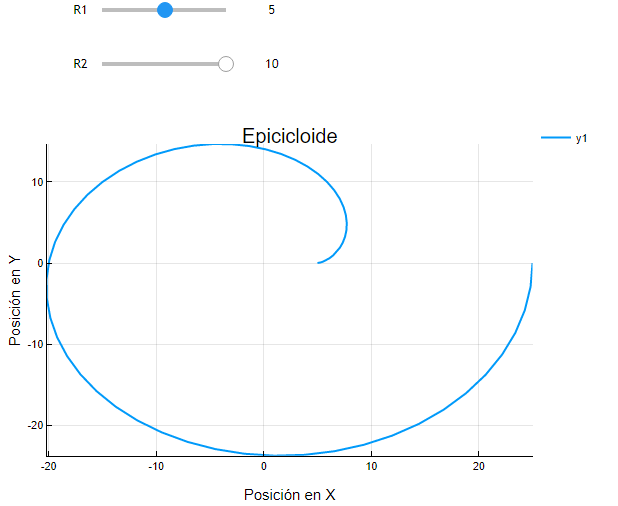 R1 5
R2 10
Epicicloide
y1
10
0
-10
-20
Posición en Y
-20 -10 0 10 20
Posición en X